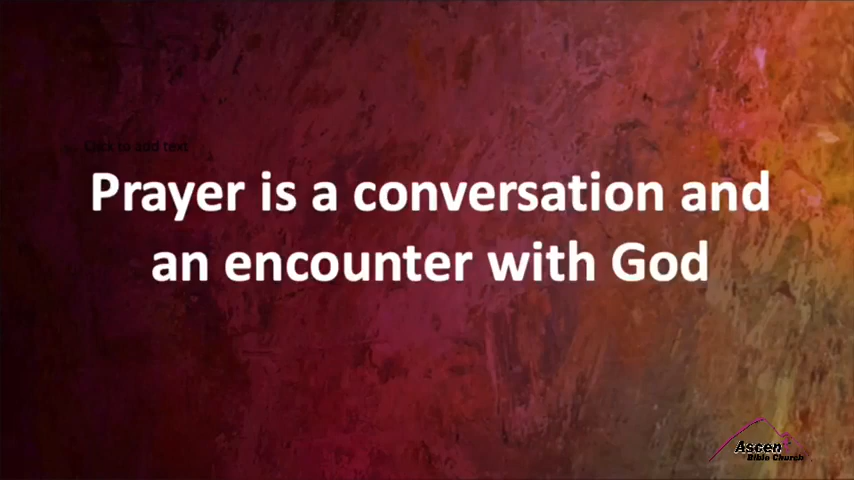 Click to add text
Prayer is a conversation and
an encounter with God
Ascen
Bible Church